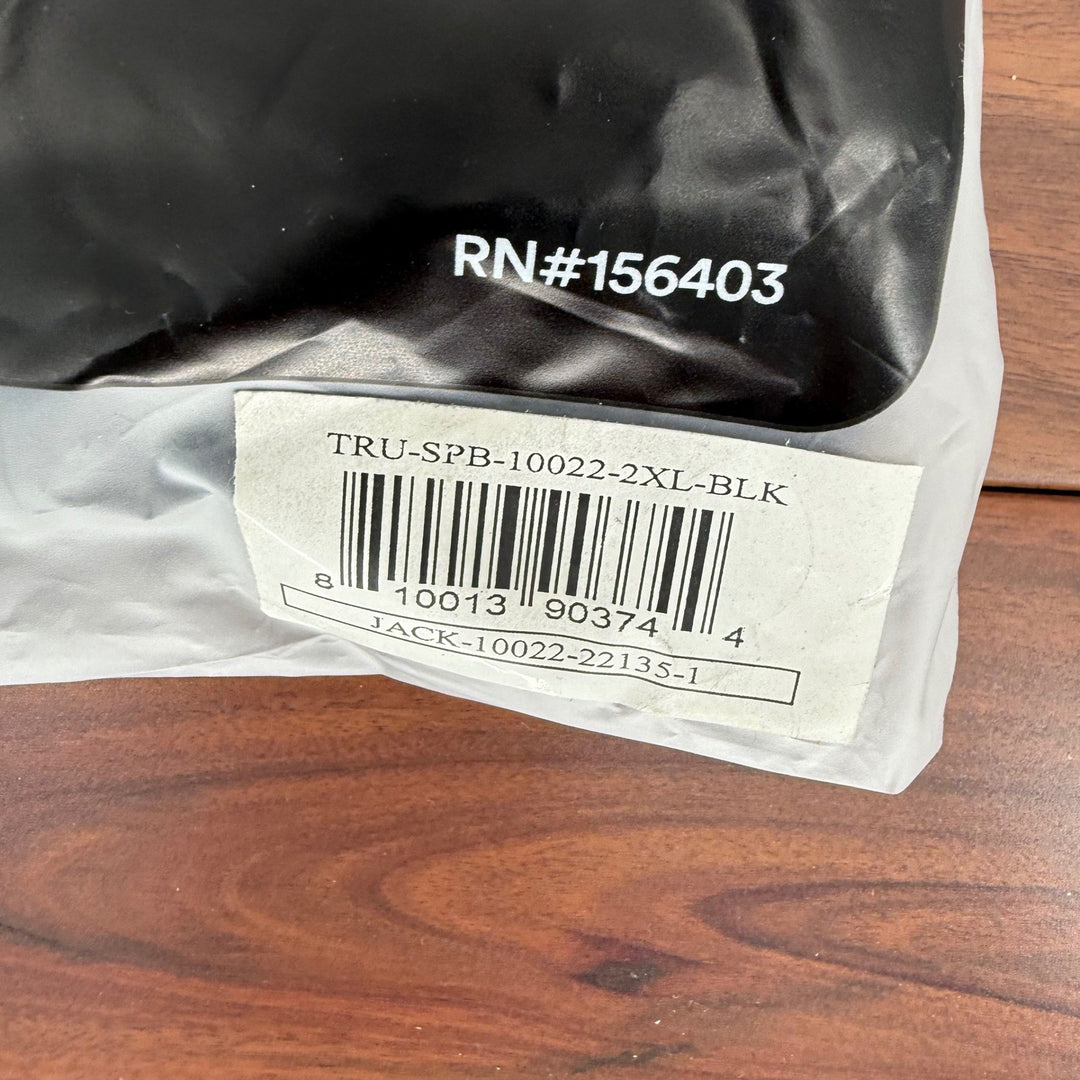 RN#156403
TRU-SPB-10022-2XL-BLK
8 10013 90374 4
JACK-10022-22135-1